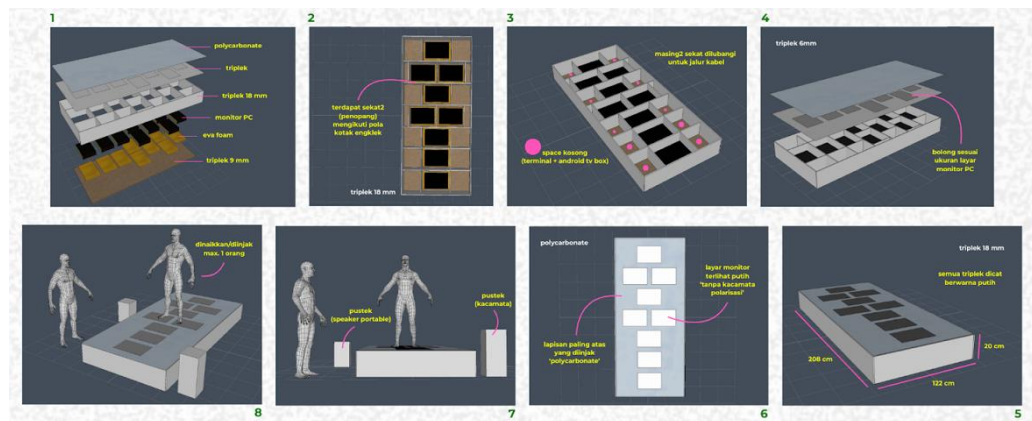 1
polycarbonate
triplek
triplek 18 mm
monitor PC
eva foam
triplek 9 mm
2
terdapat sekat2
(penopang)
mengikuti pola
kotak engklek
triplek 18 mm
3
masing2 sekat dilubangi
untuk jalur kabel
space kosong
(terminal + android tv box)
4
triplek 6mm
bolong sesuai
ukuran layar
monitor PC
dinaikkan/diinjak
max. 1 orang
8
pustek
(speaker portable)
pustek
(kacamata)
7
polycarbonate
layar monitor
terlihat putih
'tanpa kacamata
polarisasi'
lapisan paling atas
yang diinjak
'polycarbonate'
6
triplek 18 mm
semua triplek dicat
berwarna putih
20 cm
208 cm
122 cm
5